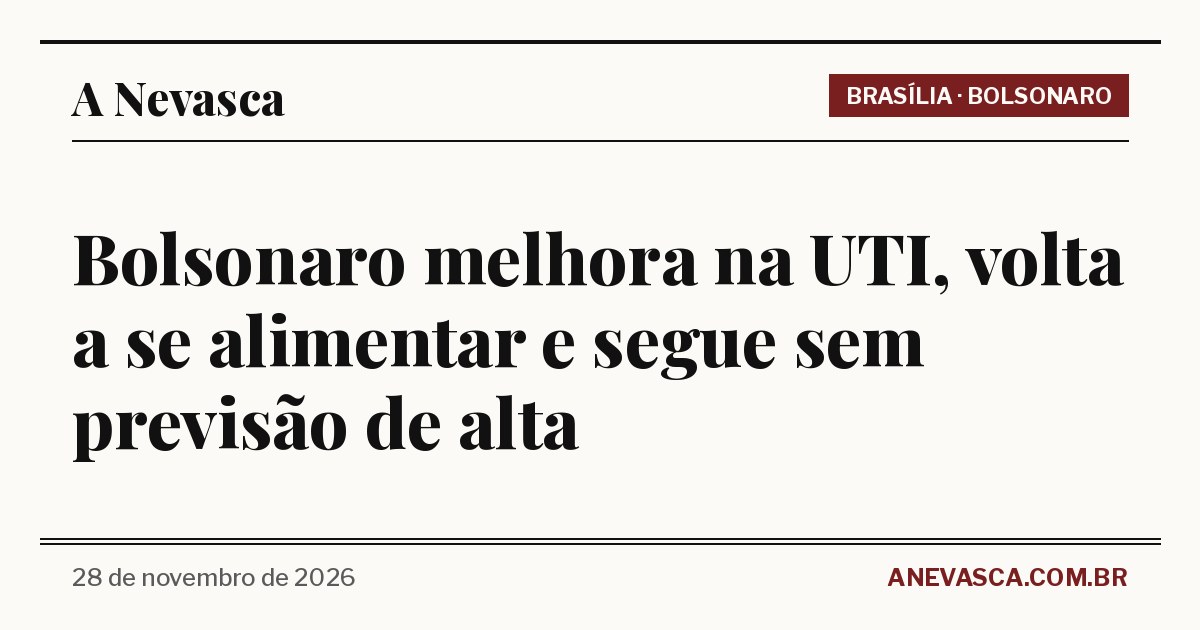 A Nevasca
BRASÍLIA · BOLSONARO
Bolsonaro melhora na UTI, volta
a se alimentar e segue sem
previsão de alta
28 de novembro de 2026
ANEVASCA.COM.BR